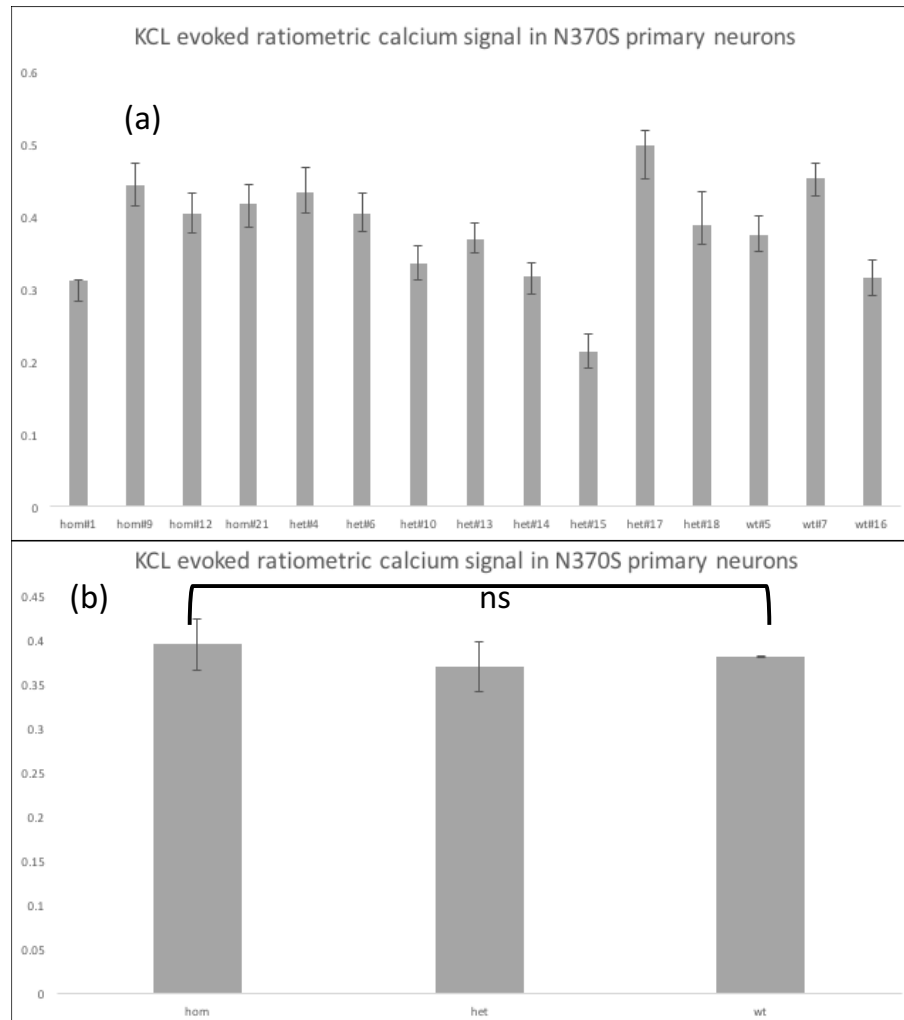 KCL evoked ratiometric calcium signal in N370S primary neurons
0.6
(a)
0.5
0.4
0.3
0.2
0.1
0
hom#1 hom#9 hom#12 hom#21 het#4 het#6 het#10 het#13 het#14 het#15 het#17 het#18 wt#5 wt#7 wt#16
KCL evoked ratiometric calcium signal in N370S primary neurons
0.45
(b)
ns
0.4
0.35
0.3
0.25
0.2
0.15
0.1
0.05
0
hom het wt